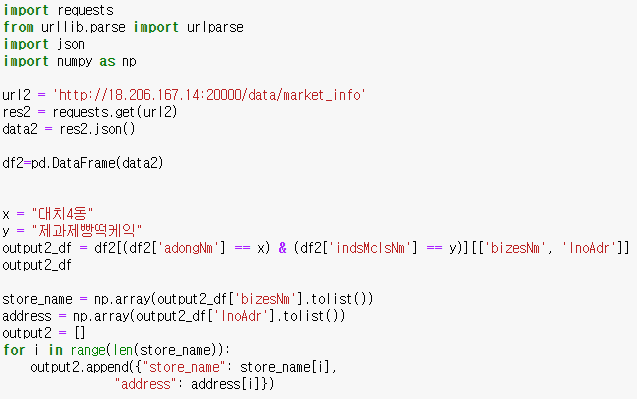 import requests
from urllib.parse import urlparse
import json
import numpy as np
url2 = 'http://18.206.167.14:20000/data/market_info'
res2 = requests.get(url2)
data2 = res2.json()
df2=pd.DataFrame(data2)
x = "대치4동"
y = "제과제빵떡케익"
output2_df = df2[(df2['adongNm'] == x) & (df2['indsMclsNm'] == y)][['bizesNm', 'lnoAdr']]
output2_df
store_name = np.array(output2_df['bizesNm'].tolist())
address = np.array(output2_df['lnoAdr'].tolist())
output2 = []
for i in range(len(store_name)):
    output2.append({"store_name": store_name[i],
                "address": address[i]})